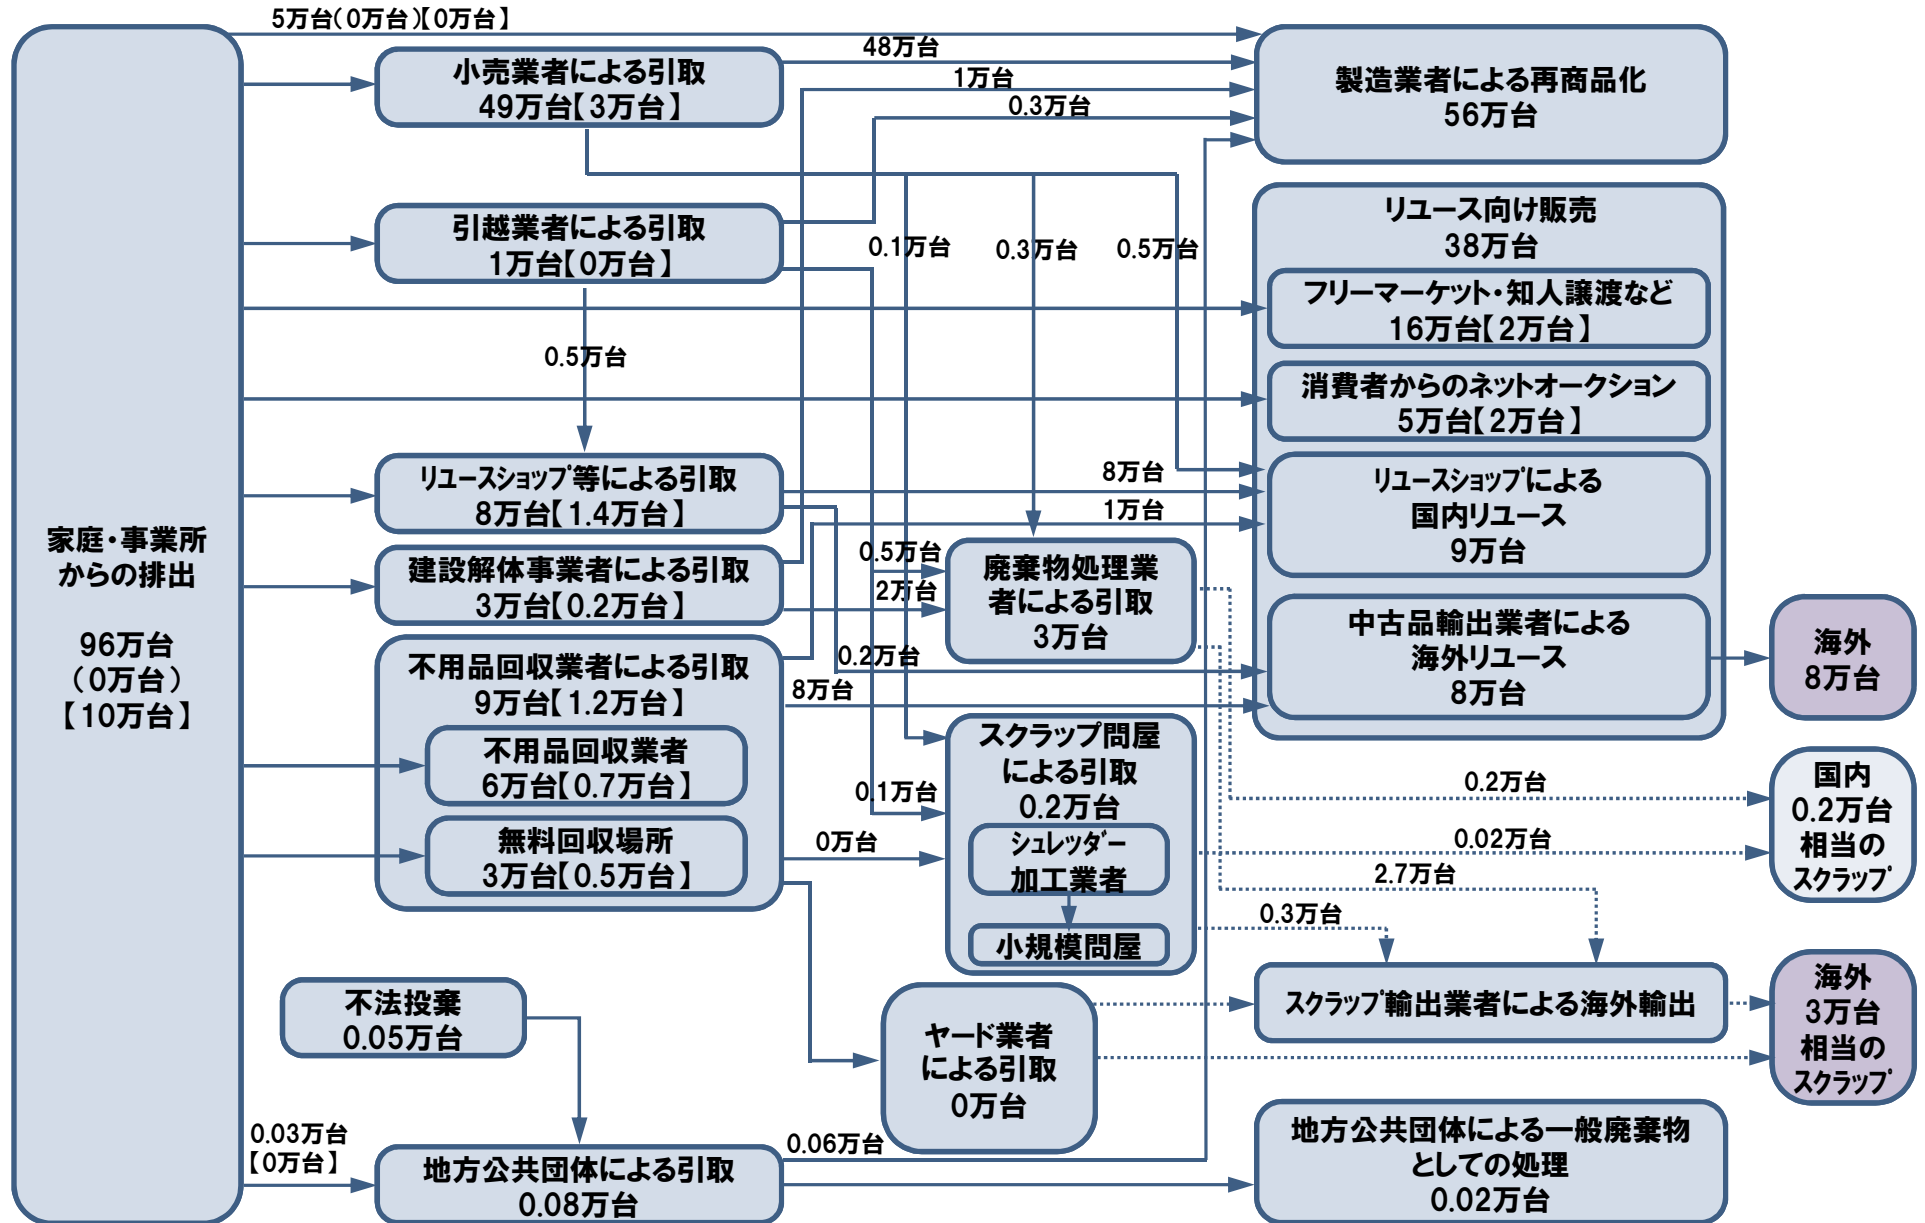 5万台(0万台)【0万台】
家庭・事業所
からの排出
96万台
(0万台)
【10万台】
小売業者による引取
49万台【3万台】
48万台
1万台
0.3万台
製造業者による再商品化
56万台
引越業者による引取
1万台【0万台】
0.1万台
0.3万台
0.5万台
0.5万台
リユース向け販売
38万台
フリーマーケット・知人譲渡など
16万台【2万台】
消費者からのネットオークション
5万台【2万台】
リユースショップによる
国内リユース
9万台
中古品輸出業者による
海外リユース
8万台
海外
8万台
リユースショップ等による引取
8万台【1.4万台】
8万台
1万台
建設解体事業者による引取
3万台【0.2万台】
0.5万台
2万台
廃棄物処理業
者による引取
3万台
不用品回収業者による引取
9万台【1.2万台】
0.2万台
8万台
不用品回収業者
6万台【0.7万台】
無料回収場所
3万台【0.5万台】
0.1万台
0万台
スクラップ問屋
による引取
0.2万台
シュレッダー
加工業者
小規模問屋
0.2万台
0.02万台
2.7万台
0.3万台
国内
0.2万台
相当の
スクラップ
不法投棄
0.05万台
ヤード業者
による引取
0万台
スクラップ輸出業者による海外輸出
海外
3万台
相当の
スクラップ
0.03万台
【0万台】
地方公共団体による引取
0.08万台
0.06万台
地方公共団体による一般廃棄物
としての処理
0.02万台